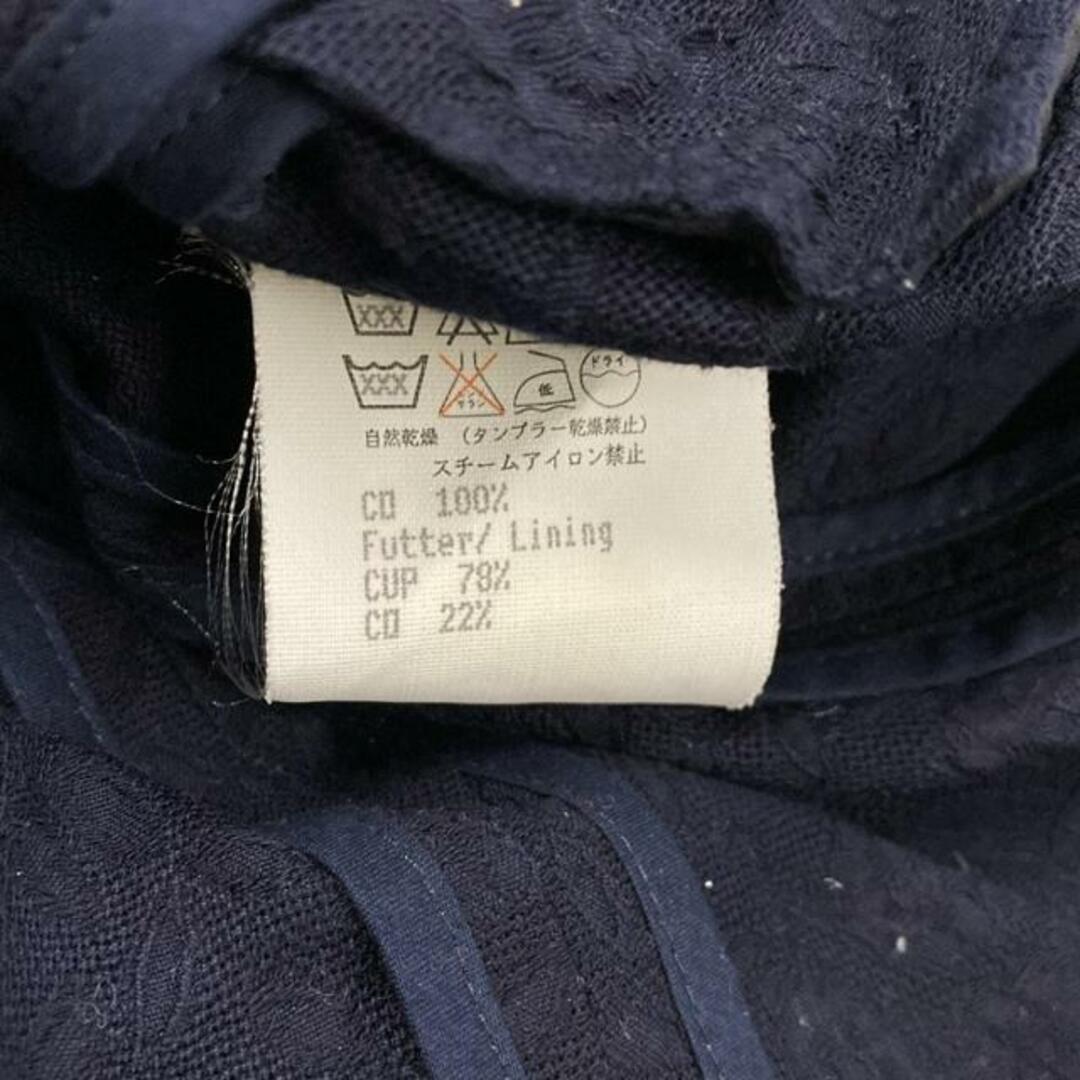 XXX
XXX 低 ドライ
自然乾燥 (タンブラー乾燥禁止)
スチームアイロン禁止
CO 100%
Futter/ Lining
CUP 78%
CO 22%